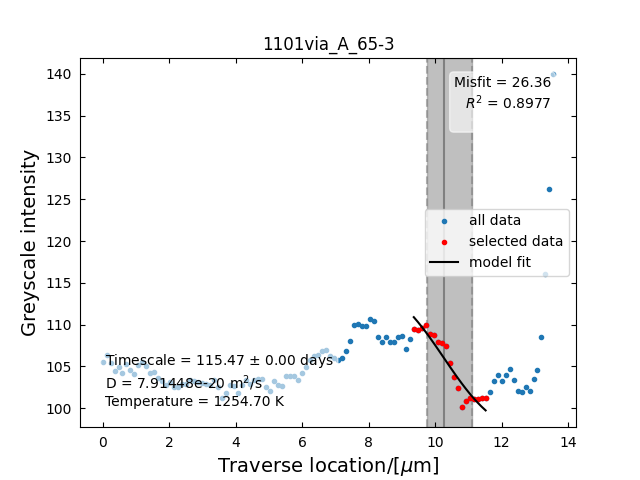 1101via_A_65-3
Misfit = 26.36
R² = 0.8977
all data
selected data
model fit
Timescale = 115.47 ± 0.00 days
D = 7.911448e-20 m²/s
Temperature = 1254.70 K
Greyscale intensity
140
135
130
125
120
115
110
105
100
0 2 4 6 8 10 12 14
Traverse location/[μm]